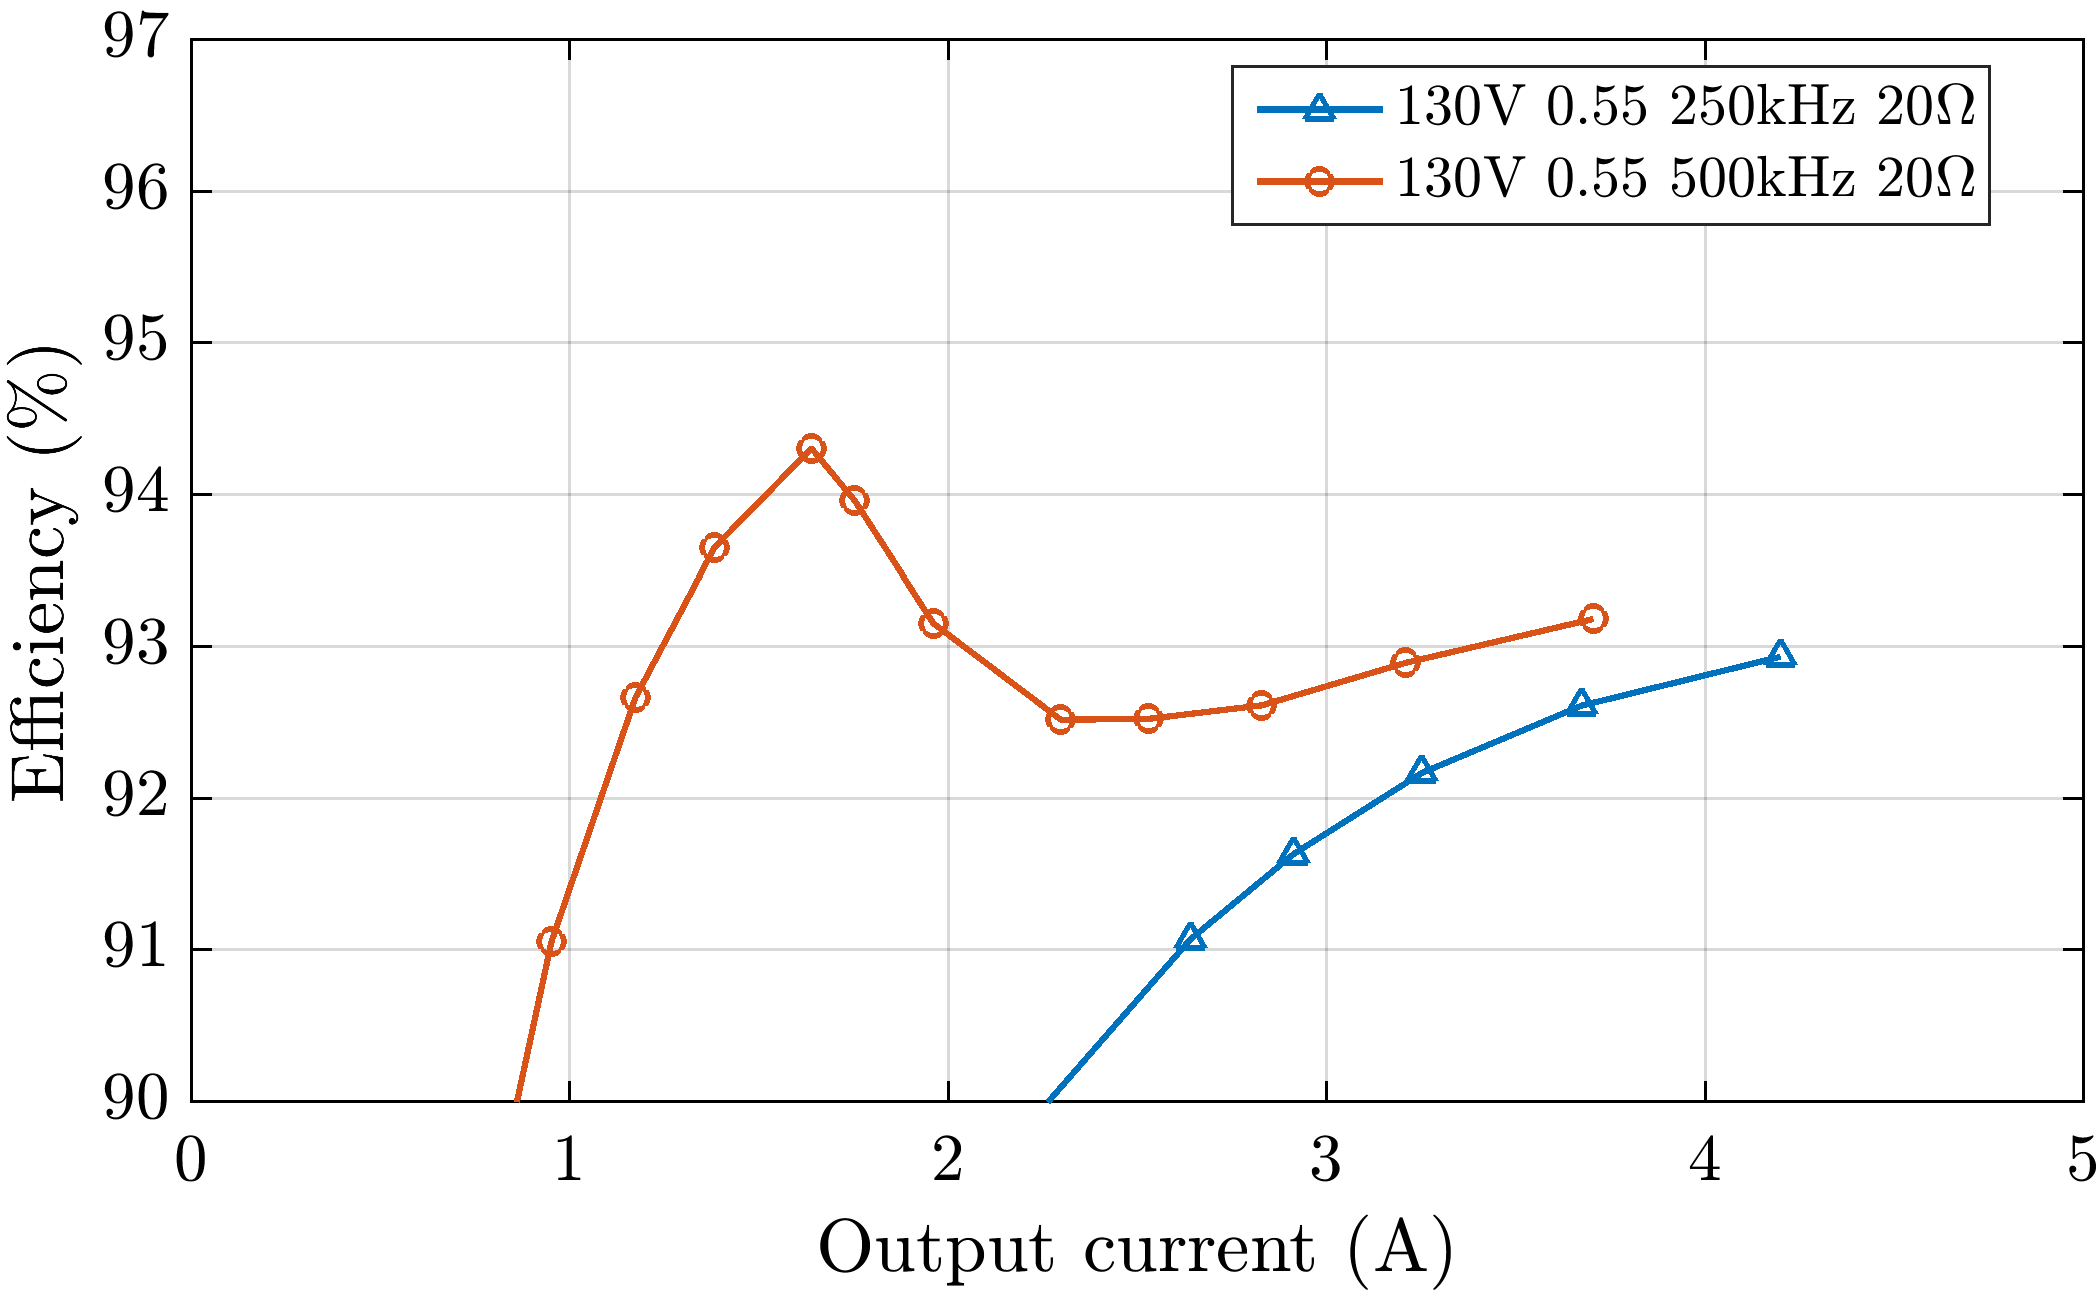 97
96
95
94
93
92
91
90
0 1 2 3 4 5
Efficiency (%)
Output current (A)
130V 0.55 250kHz 20Ω
130V 0.55 500kHz 20Ω